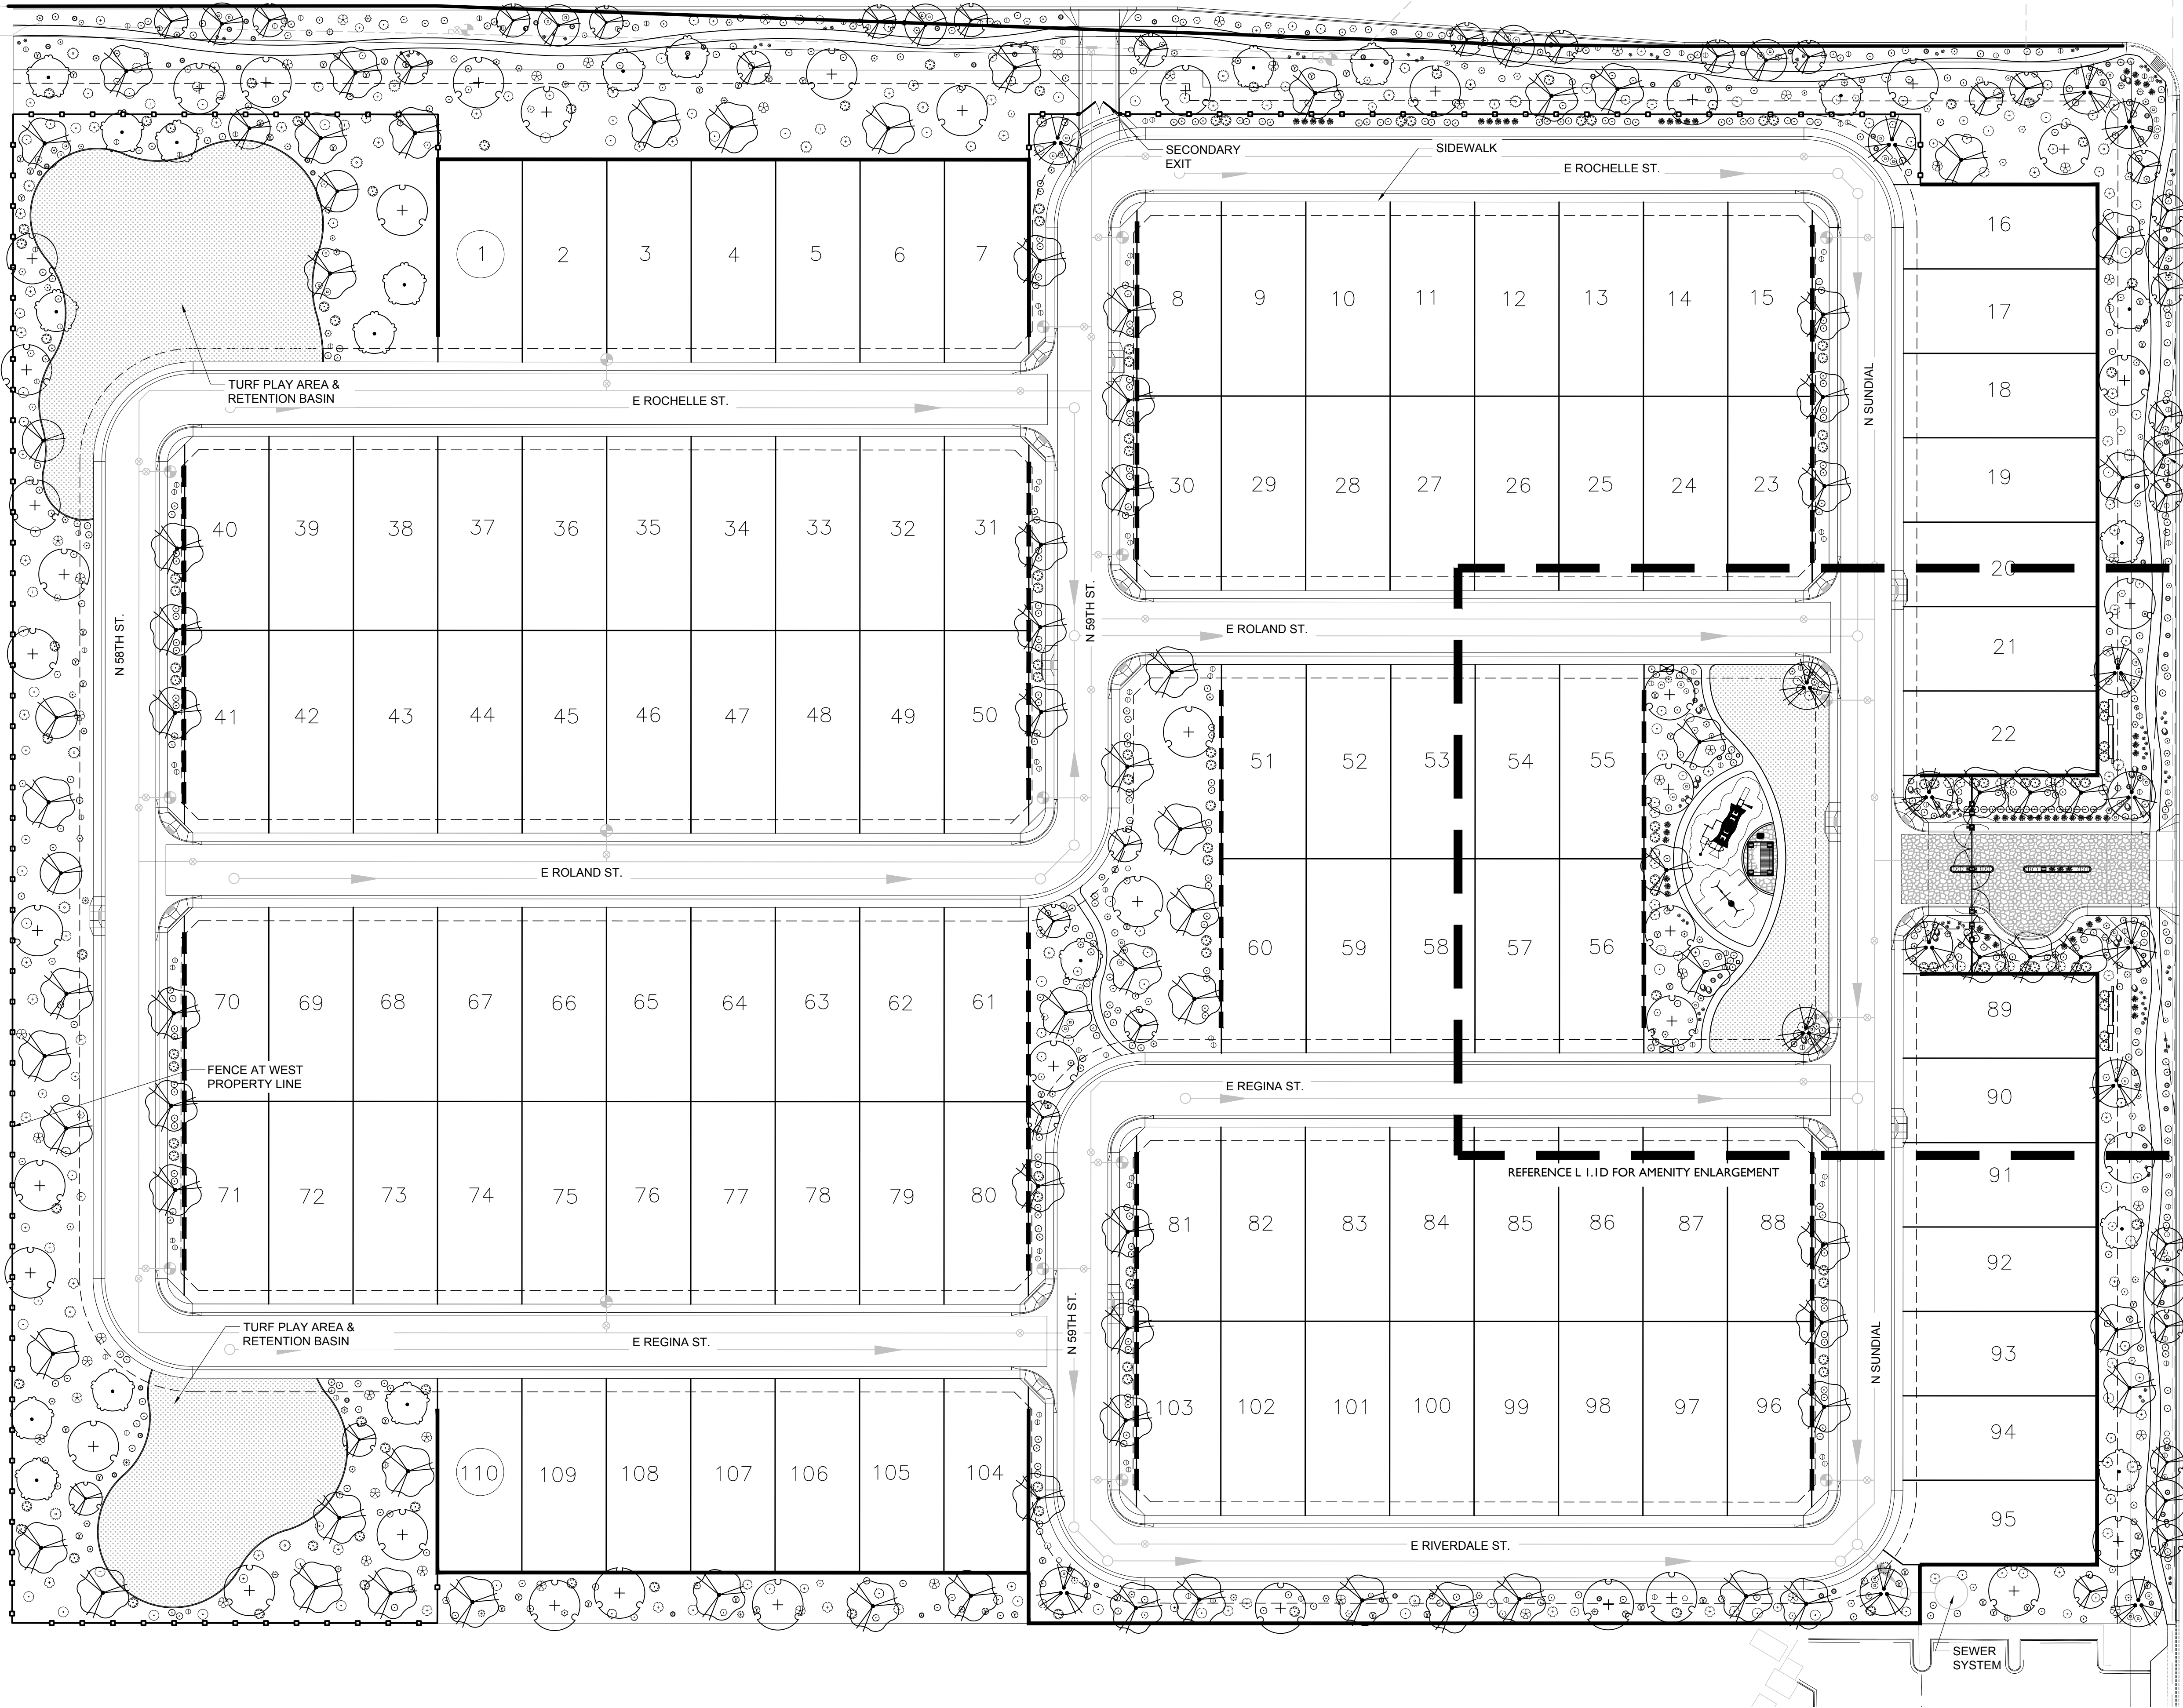 SECONDARY
EXIT
SIDEWALK
E ROCHELLE ST.
1 2 3 4 5 6 7
8 9 10 11 12 13 14 15
16
17
18
19
20
21
22
N SUNDIAL
TURF PLAY AREA &
RETENTION BASIN
E ROCHELLE ST.
30 29 28 27 26 25 24 23
40 39 38 37 36 35 34 33 32 31
N 58TH ST.
N 59TH ST.
E ROLAND ST.
41 42 43 44 45 46 47 48 49 50
51 52 53 54 55
E ROLAND ST.
60 59 58 57 56
70 69 68 67 66 65 64 63 62 61
89
90
91
92
93
94
95
FENCE AT WEST
PROPERTY LINE
E REGINA ST.
REFERENCE L 1.1D FOR AMENITY ENLARGEMENT
71 72 73 74 75 76 77 78 79 80
81 82 83 84 85 86 87 88
TURF PLAY AREA &
RETENTION BASIN
E REGINA ST.
N 59TH ST.
N SUNDIAL
103 102 101 100 99 98 97 96
110 109 108 107 106 105 104
E RIVERDALE ST.
SEWER
SYSTEM